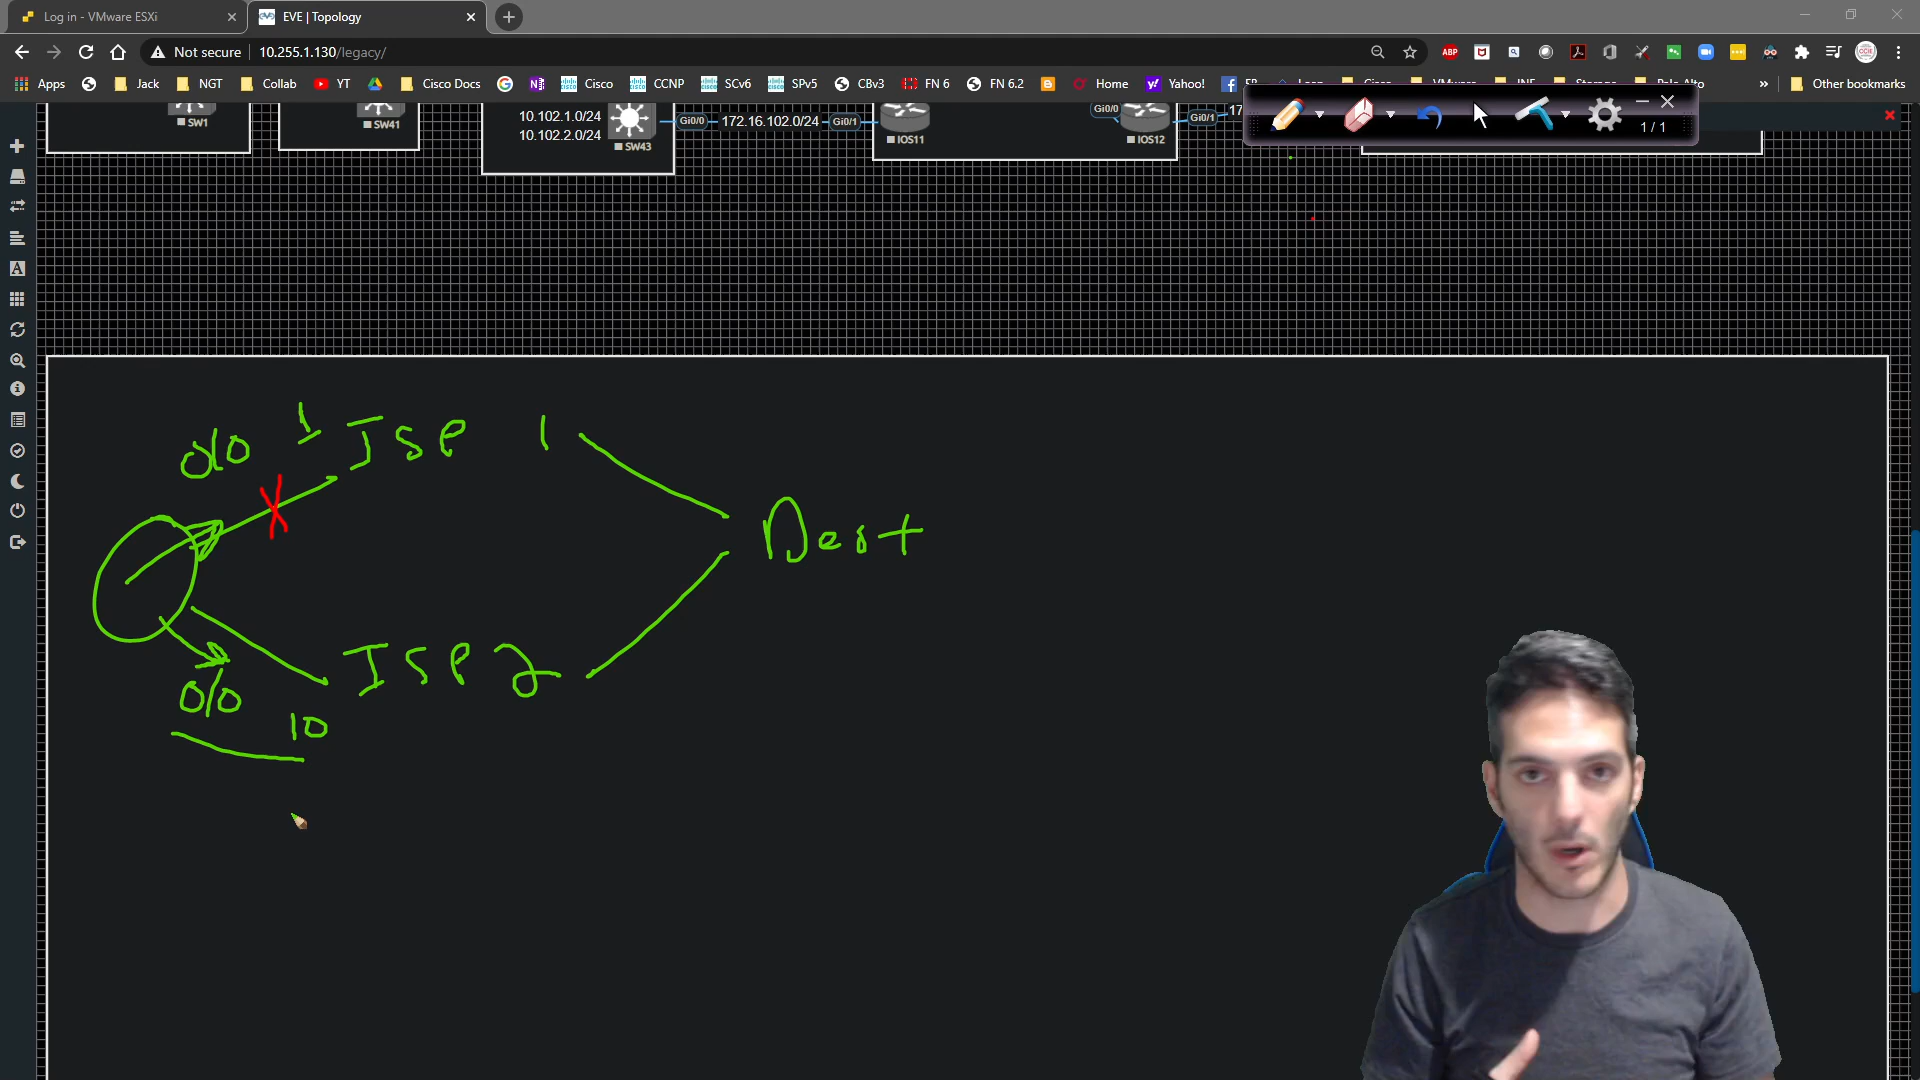 Log in - VMware ESXi
EVE | Topology
Not secure
10.255.1.130/legacy/
ABP
Apps
Jack
NGT
Collab
YT
Cisco Docs
Cisco
CCNP
SCv6
SPv5
CBv3
FN 6
FN 6.2
Home
Yahoo!
Other bookmarks
SW1
SW41
10.102.1.0/24
10.102.2.0/24
SW43
Gi0/0
172.16.102.0/24
Gi0/1
IOS11
Gi0/0
IOS12
Gi0/1
17
1 / 1
0/0 1 ISP 1
X
Dest
ISP 2
0/0
10